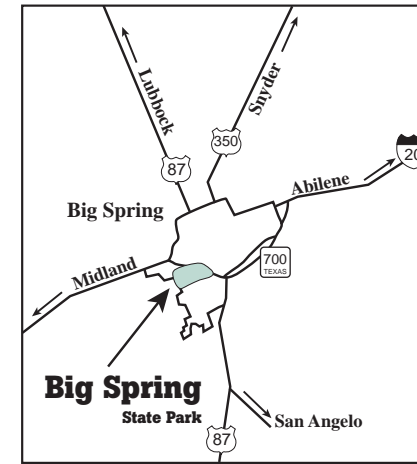 Lubbock
Snyder
350
87
20
Abilene
Big Spring
700
TEXAS
Midland
Big Spring
State Park
San Angelo
87